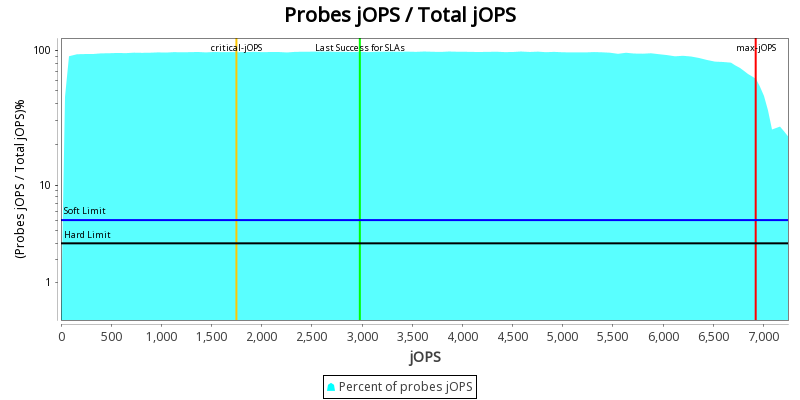 Probes jOPS / Total jOPS
(Probes jOPS / Total jOPS)%
100
10
1
critical-jOPS
Last Success for SLAs
max-jOPS
Soft Limit
Hard Limit
0 500 1,000 1,500 2,000 2,500 3,000 3,500 4,000 4,500 5,000 5,500 6,000 6,500 7,000
jOPS
Percent of probes jOPS